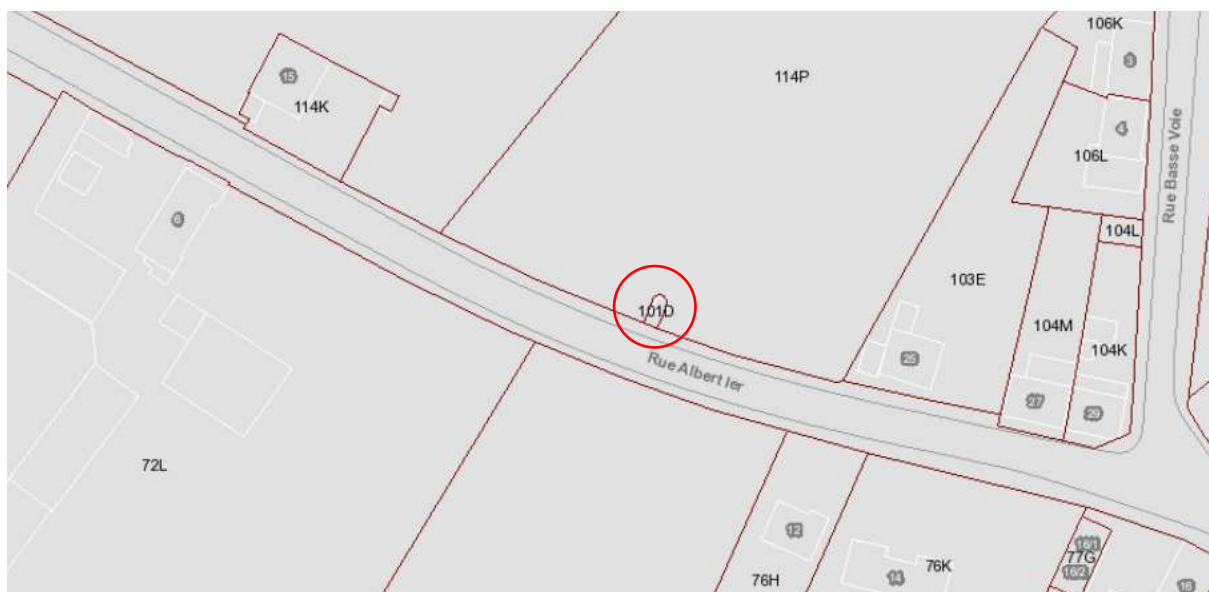 106K
3
15
114P
114K
4
106L
Rue Basse Voie
6
104L
103E
101D
104M
104K
25
Rue Albert Ier
27
29
72L
12
76H
14
76K
16/1
77G
16/2
16